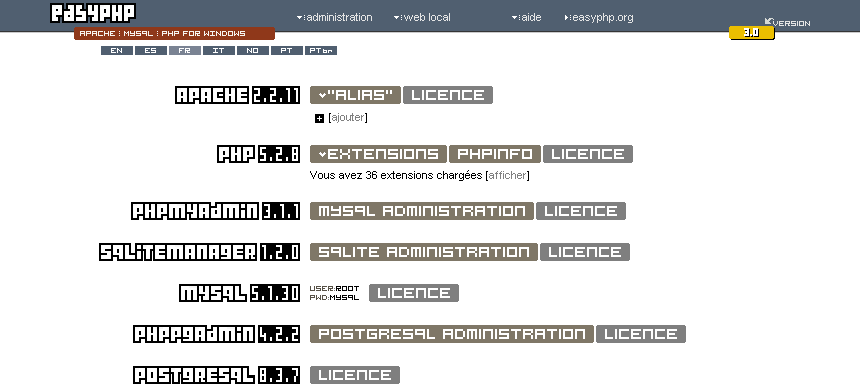 EASYPHP
administration web local aide easyphp.org
VERSION
APACHE : MYSQL : PHP FOR WINDOWS 3.0
EN ES FR IT NO PT PTbr
APACHE 2.2.11 "ALIAS" LICENCE
[ajouter]
PHP 5.2.8 EXTENSIONS PHPINFO LICENCE
Vous avez 36 extensions chargées [afficher]
PHPMYADMIN 3.1.1 MYSQL ADMINISTRATION LICENCE
SQLITEMANAGER 1.2.0 SQLITE ADMINISTRATION LICENCE
MYSQL 5.1.30 USER:ROOT LICENCE
PWD:MYSQL
PHPPGADMIN 4.2.2 POSTGRESQL ADMINISTRATION LICENCE
POSTGRESQL 8.3.7 LICENCE